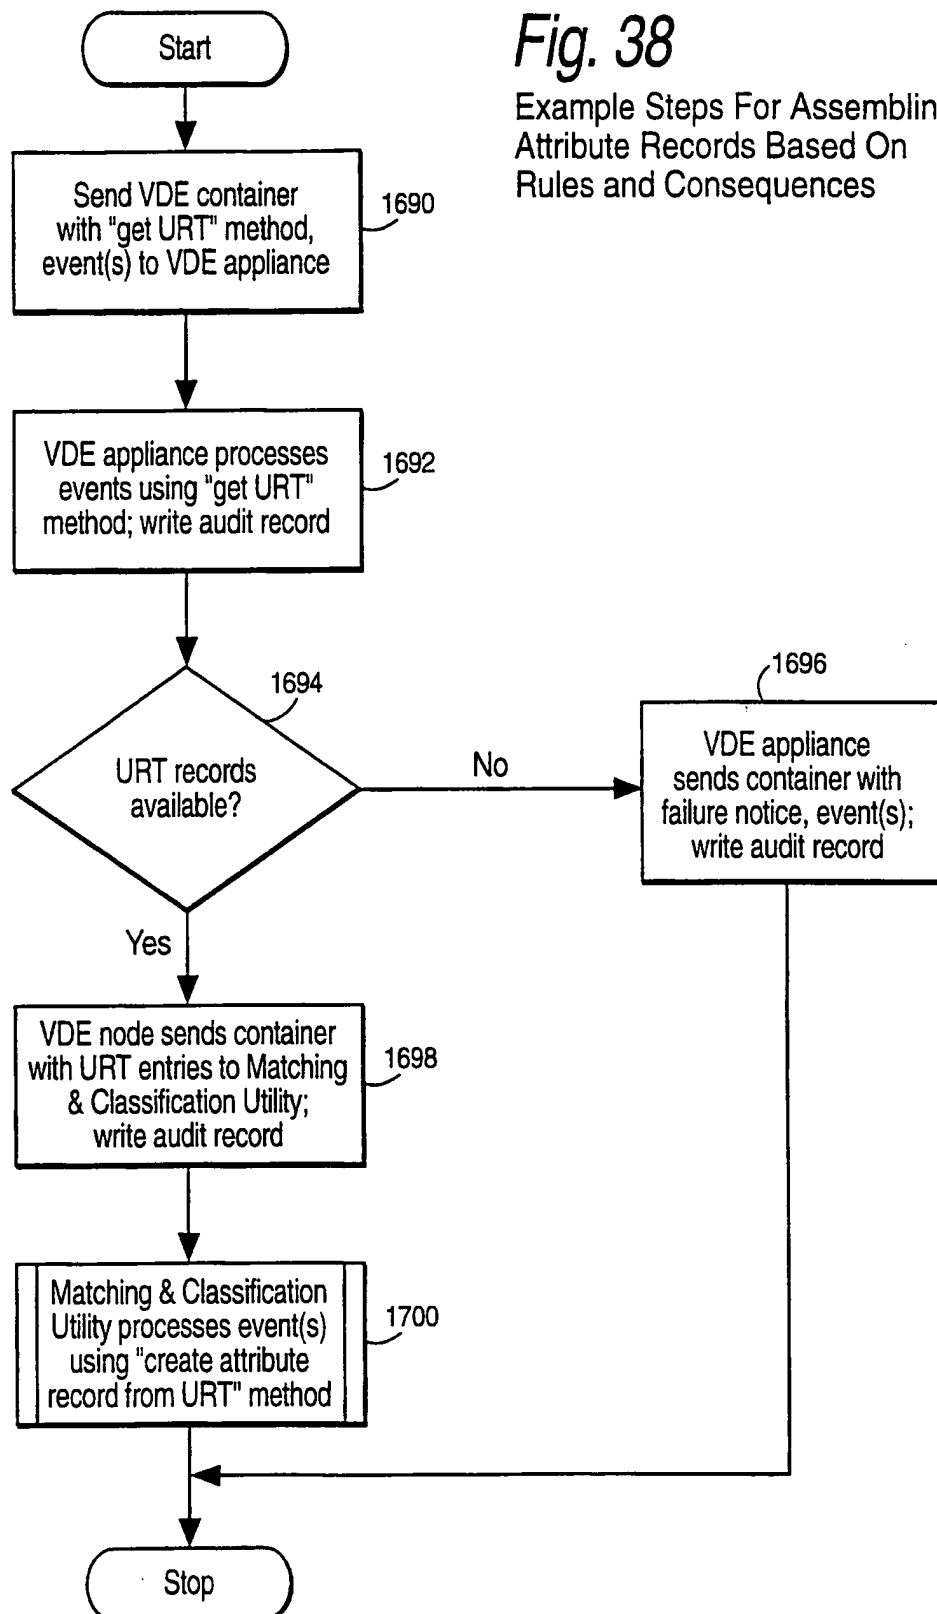 Fig. 38
Example Steps For Assemblin
Attribute Records Based On
Rules and Consequences
Start
Send VDE container
with "get URT" method,
event(s) to VDE appliance
1690
VDE appliance processes
events using "get URT"
method; write audit record
1692
URT records
available?
1694
No
1696
VDE appliance
sends container with
failure notice, event(s);
write audit record
Yes
VDE node sends container
with URT entries to Matching
& Classification Utility;
write audit record
1698
Matching & Classification
Utility processes event(s)
using "create attribute
record from URT" method
1700
Stop